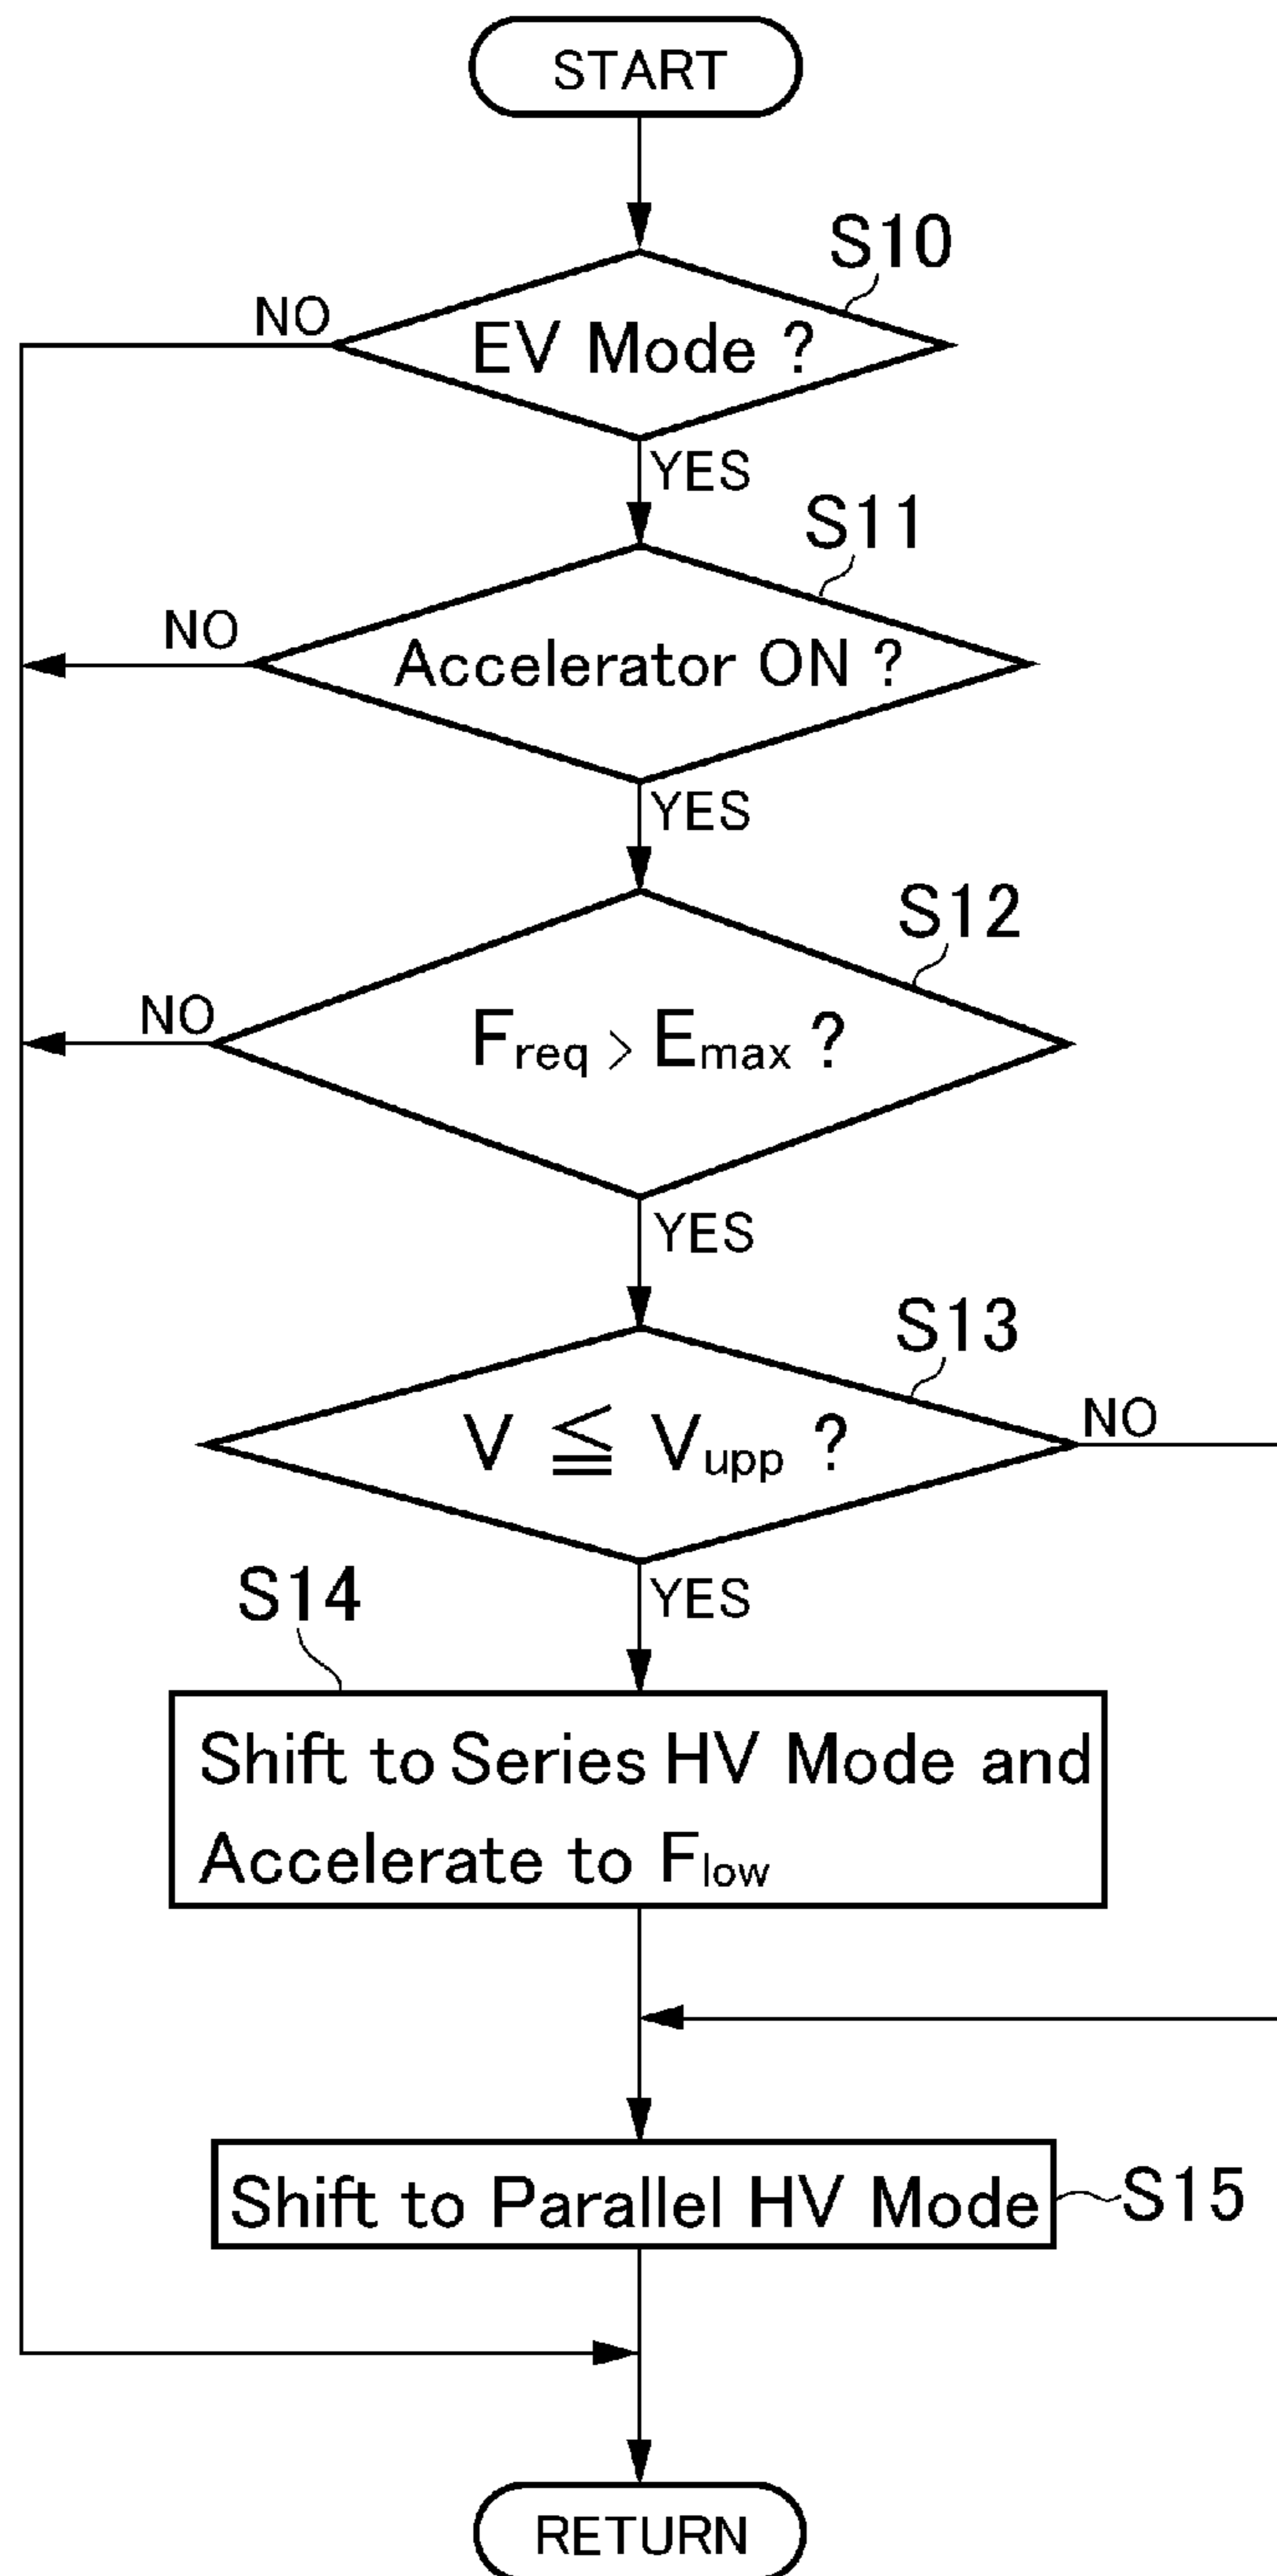 START
S10
NO
EV Mode ?
YES
S11
NO
Accelerator ON ?
YES
S12
NO
Freq > Emax ?
YES
S13
NO
V ≦ Vupp ?
YES
S14
Shift to Series HV Mode and
Accelerate to Flow
Shift to Parallel HV Mode
S15
RETURN